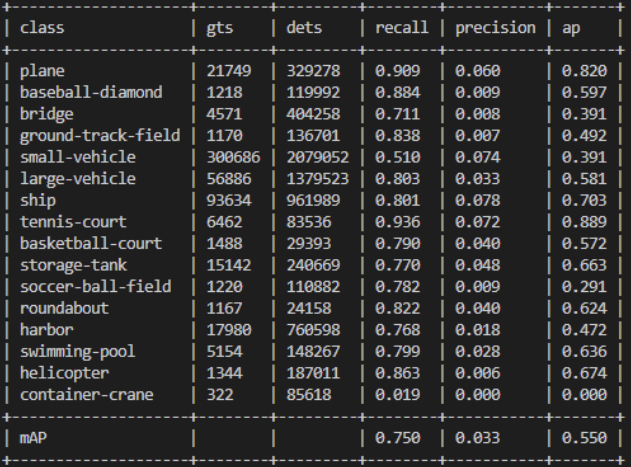 +--------------------+--------+---------+--------+-----------+-------+
| class              | gts    | dets    | recall | precision | ap    |
+--------------------+--------+---------+--------+-----------+-------+
| plane              | 21749  | 329278  | 0.909  | 0.060     | 0.820 |
| baseball-diamond   | 1218   | 119992  | 0.884  | 0.009     | 0.597 |
| bridge             | 4571   | 404258  | 0.711  | 0.008     | 0.391 |
| ground-track-field | 1170   | 136701  | 0.838  | 0.007     | 0.492 |
| small-vehicle      | 300686 | 2079052 | 0.510  | 0.074     | 0.391 |
| large-vehicle      | 56886  | 1379523 | 0.803  | 0.033     | 0.581 |
| ship               | 93634  | 961989  | 0.801  | 0.078     | 0.703 |
| tennis-court       | 6462   | 83536   | 0.936  | 0.072     | 0.889 |
| basketball-court   | 1488   | 29393   | 0.790  | 0.040     | 0.572 |
| storage-tank       | 15142  | 240669  | 0.770  | 0.048     | 0.663 |
| soccer-ball-field  | 1220   | 110882  | 0.782  | 0.009     | 0.291 |
| roundabout         | 1167   | 24158   | 0.822  | 0.040     | 0.624 |
| harbor             | 17980  | 760598  | 0.768  | 0.018     | 0.472 |
| swimming-pool      | 5154   | 148267  | 0.799  | 0.028     | 0.636 |
| helicopter         | 1344   | 187011  | 0.863  | 0.006     | 0.674 |
| container-crane    | 322    | 85618   | 0.019  | 0.000     | 0.000 |
+--------------------+--------+---------+--------+-----------+-------+
| mAP                |        |         | 0.750  | 0.033     | 0.550 |
+--------------------+--------+---------+--------+-----------+-------+